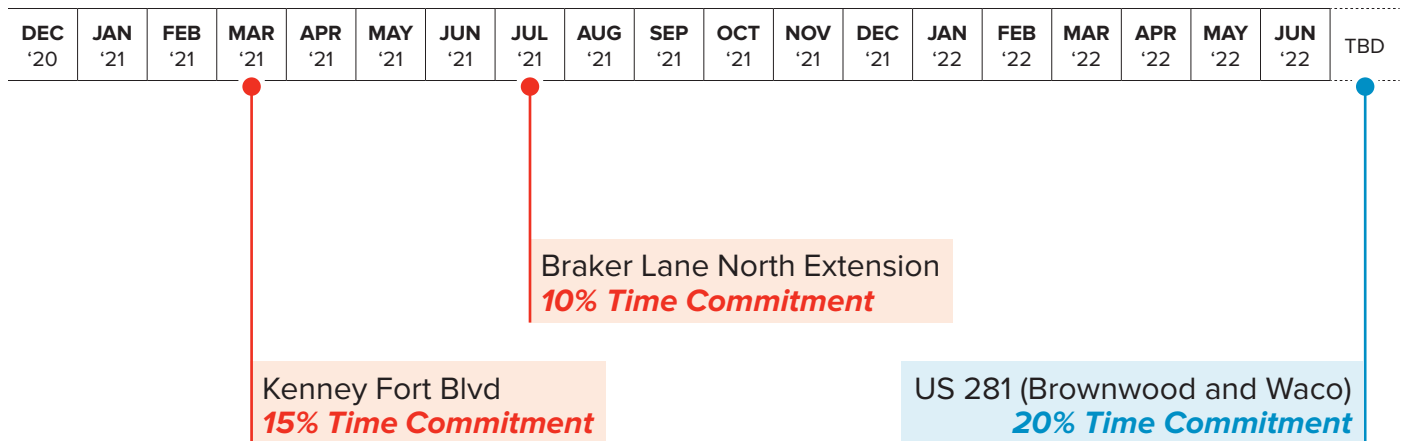 DEC JAN FEB MAR APR MAY JUN JUL AUG SEP OCT NOV DEC JAN FEB MAR APR MAY JUN TBD
‘20 ‘21 ‘21 ‘21 ‘21 ‘21 ‘21 ‘21 ‘21 ‘21 ‘21 ‘21 ‘21 ‘22 ‘22 ‘22 ‘22 ‘22 ‘22
Braker Lane North Extension
10% Time Commitment
Kenney Fort Blvd
15% Time Commitment
US 281 (Brownwood and Waco)
20% Time Commitment